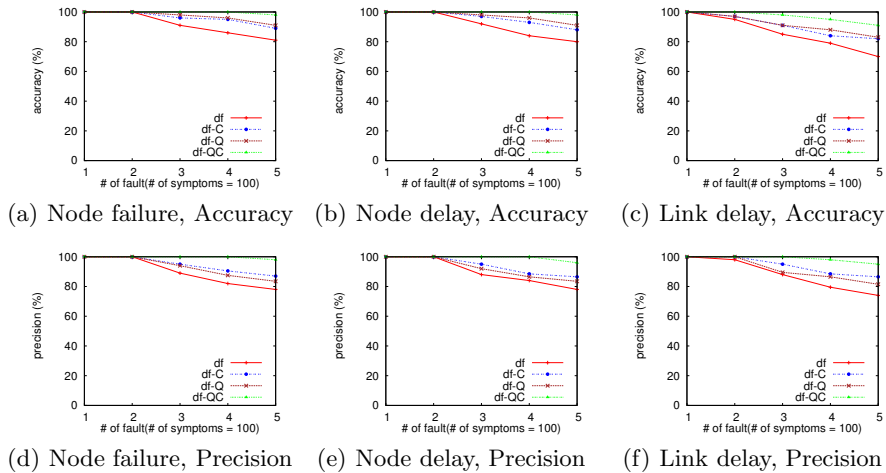 100
80
60
40
20
0
accuracy (%)
df
df-C
df-Q
df-QC
1 2 3 4 5
# of fault(# of symptoms = 100)
(a) Node failure, Accuracy
100
80
60
40
20
0
accuracy (%)
df
df-C
df-Q
df-QC
1 2 3 4 5
# of fault(# of symptoms = 100)
(b) Node delay, Accuracy
100
80
60
40
20
0
accuracy (%)
df
df-C
df-Q
df-QC
1 2 3 4 5
# of fault(# of symptoms = 100)
(c) Link delay, Accuracy
100
80
60
40
20
0
precision (%)
df
df-C
df-Q
df-QC
1 2 3 4 5
# of fault(# of symptoms = 100)
(d) Node failure, Precision
100
80
60
40
20
0
precision (%)
df
df-C
df-Q
df-QC
1 2 3 4 5
# of fault(# of symptoms = 100)
(e) Node delay, Precision
100
80
60
40
20
0
precision (%)
df
df-C
df-Q
df-QC
1 2 3 4 5
# of fault(# of symptoms = 100)
(f) Link delay, Precision